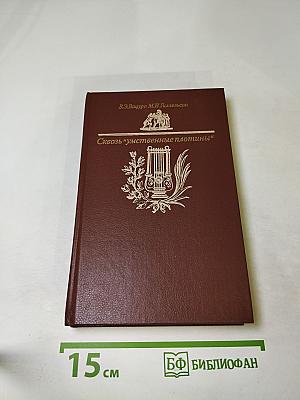 В.Э.Вацуро М.И.Гиллельсон
Сквозь "умственные плотины"
15 см
БФ БИБЛИОФАН